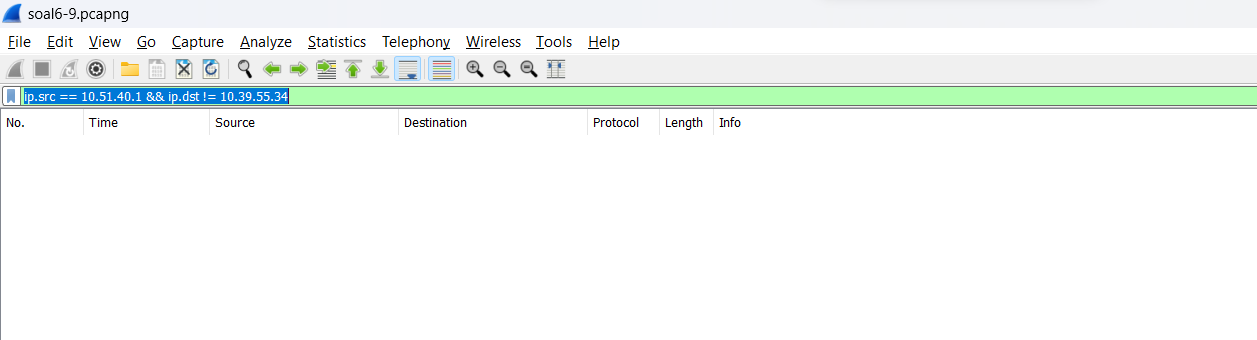 soal6-9.pcapng
File Edit View Go Capture Analyze Statistics Telephony Wireless Tools Help
ip.src == 10.51.40.1 && ip.dst != 10.39.55.34
No. Time Source Destination Protocol Length Info